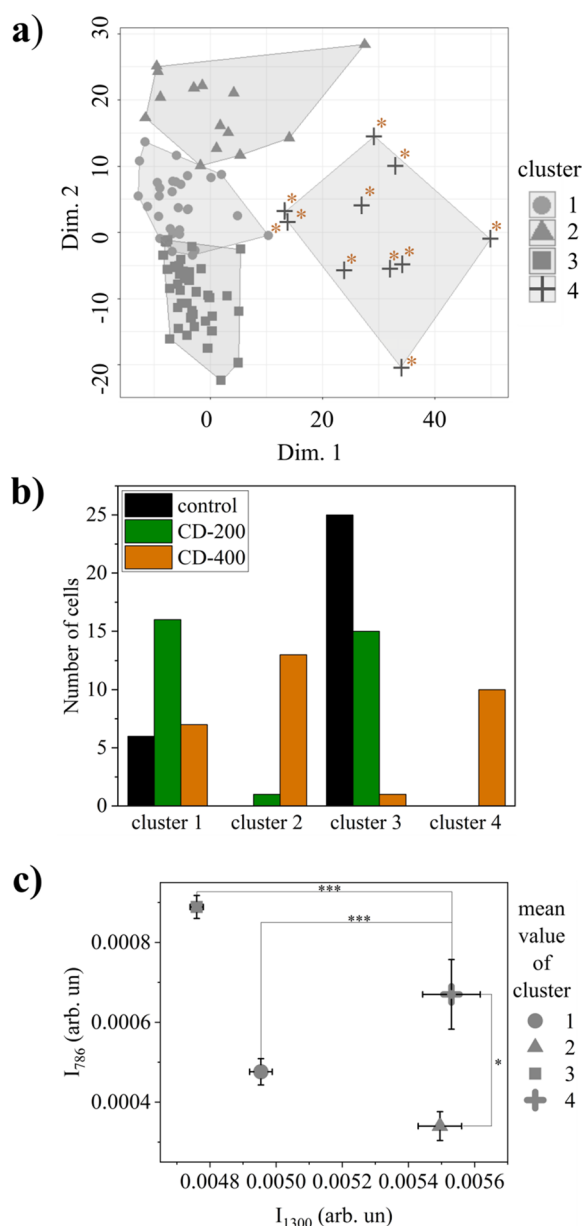 a)
30
20
10
0
-10
-20
Dim. 2
0 20 40
Dim. 1
* * * * * * * * * * *
cluster
1
2
3
4
b)
control
CD-200
CD-400
25
20
15
10
5
0
Number of cells
cluster 1 cluster 2 cluster 3 cluster 4
c)
***
***
*
0.0008
0.0006
0.0004
I786 (arb. un)
0.0048 0.0050 0.0052 0.0054 0.0056
I1300 (arb. un)
mean
value
of
cluster
1
2
3
4